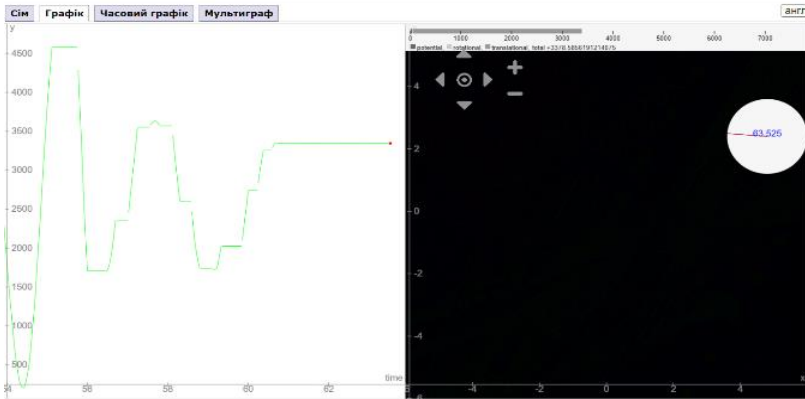 Сім Графік Часовий графік Мультиграф англ
y
4500
4000
3500
3000
2500
2000
1500
1000
500
54 56 58 60 62
time
0 1000 2000 3000 4000 5000 6000 7000
potential, rotational, translational, total
4
2
0
-2
-4
-4 -2 0 2 4
x
63,525